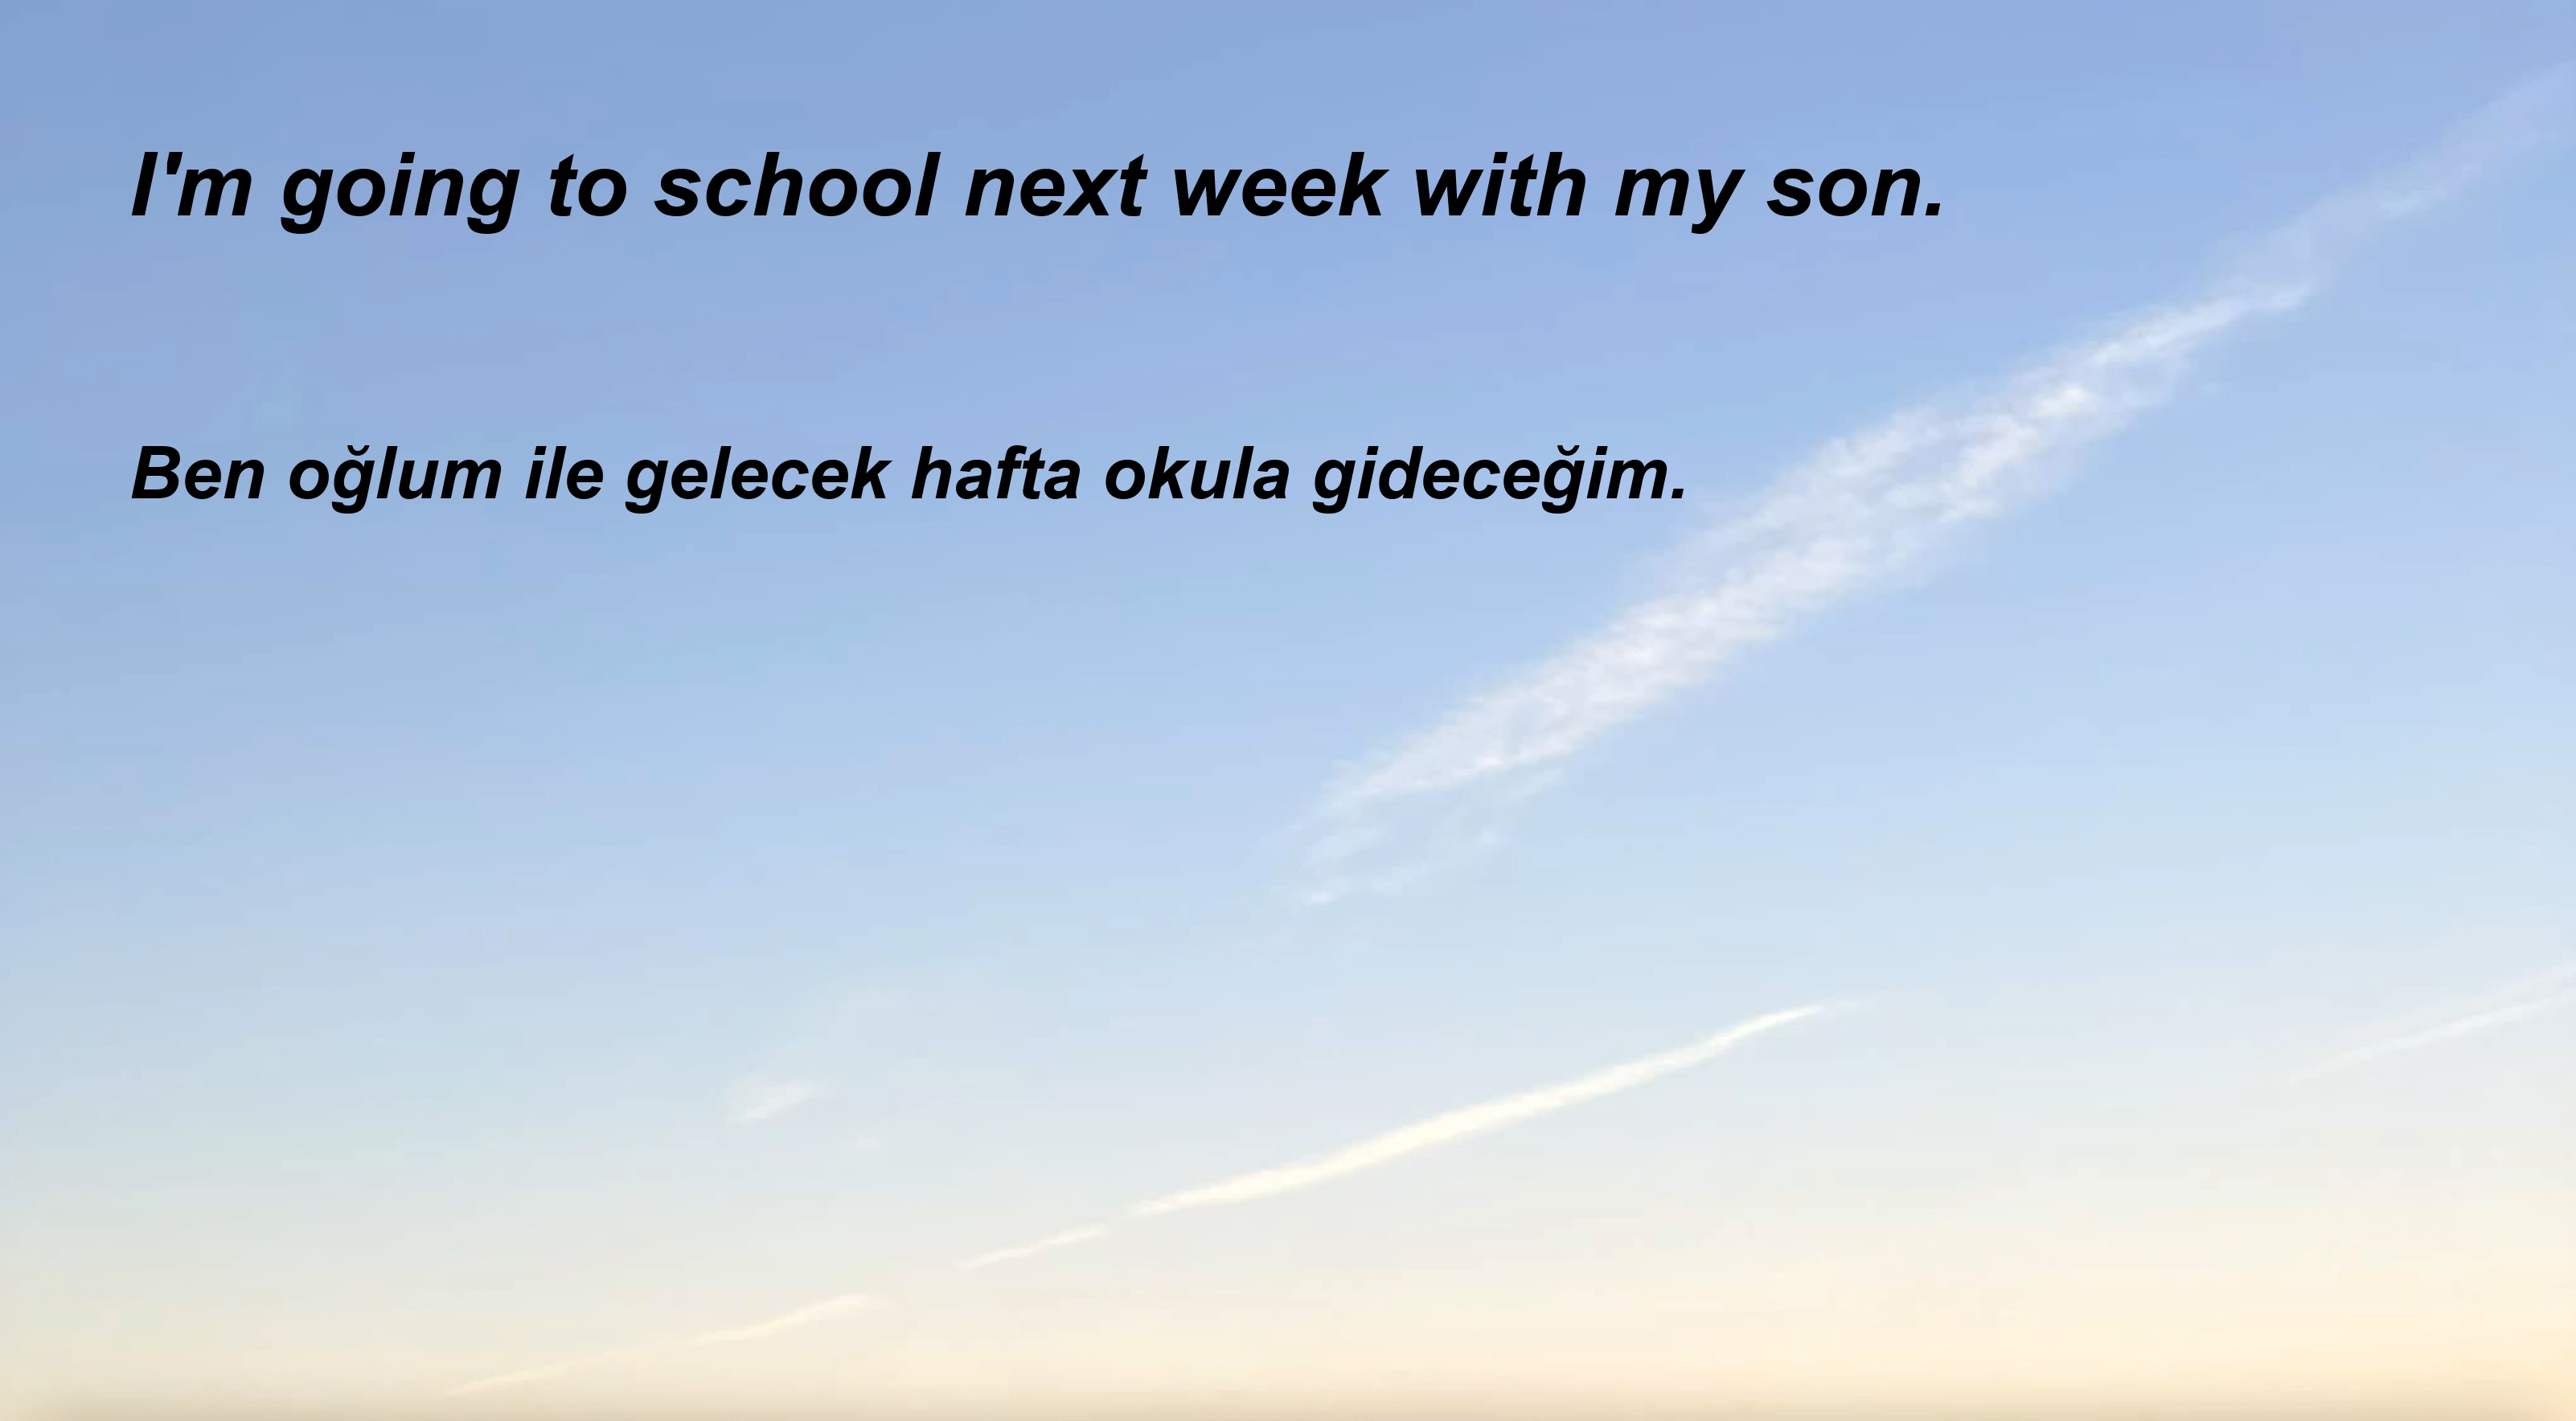 I'm going to school next week with my son.
Ben oğlum ile gelecek hafta okula gideceğim.